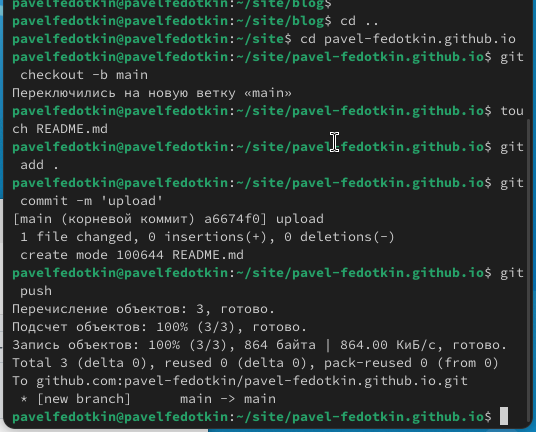 pavelfedotkin@pavelfedotkin:~/site/blog$
pavelfedotkin@pavelfedotkin:~/site/blog$ cd ..
pavelfedotkin@pavelfedotkin:~/site$ cd pavel-fedotkin.github.io
pavelfedotkin@pavelfedotkin:~/site/pavel-fedotkin.github.io$ git
 checkout -b main
Переключились на новую ветку «main»
pavelfedotkin@pavelfedotkin:~/site/pavel-fedotkin.github.io$ tou
ch README.md
pavelfedotkin@pavelfedotkin:~/site/pavel-fedotkin.github.io$ git
 add .
pavelfedotkin@pavelfedotkin:~/site/pavel-fedotkin.github.io$ git
 commit -m 'upload'
[main (корневой коммит) a6674f0] upload
 1 file changed, 0 insertions(+), 0 deletions(-)
 create mode 100644 README.md
pavelfedotkin@pavelfedotkin:~/site/pavel-fedotkin.github.io$ git
 push
Перечисление объектов: 3, готово.
Подсчет объектов: 100% (3/3), готово.
Запись объектов: 100% (3/3), 864 байта | 864.00 КиБ/с, готово.
Total 3 (delta 0), reused 0 (delta 0), pack-reused 0 (from 0)
To github.com:pavel-fedotkin/pavel-fedotkin.github.io.git
 * [new branch]      main -> main
pavelfedotkin@pavelfedotkin:~/site/pavel-fedotkin.github.io$